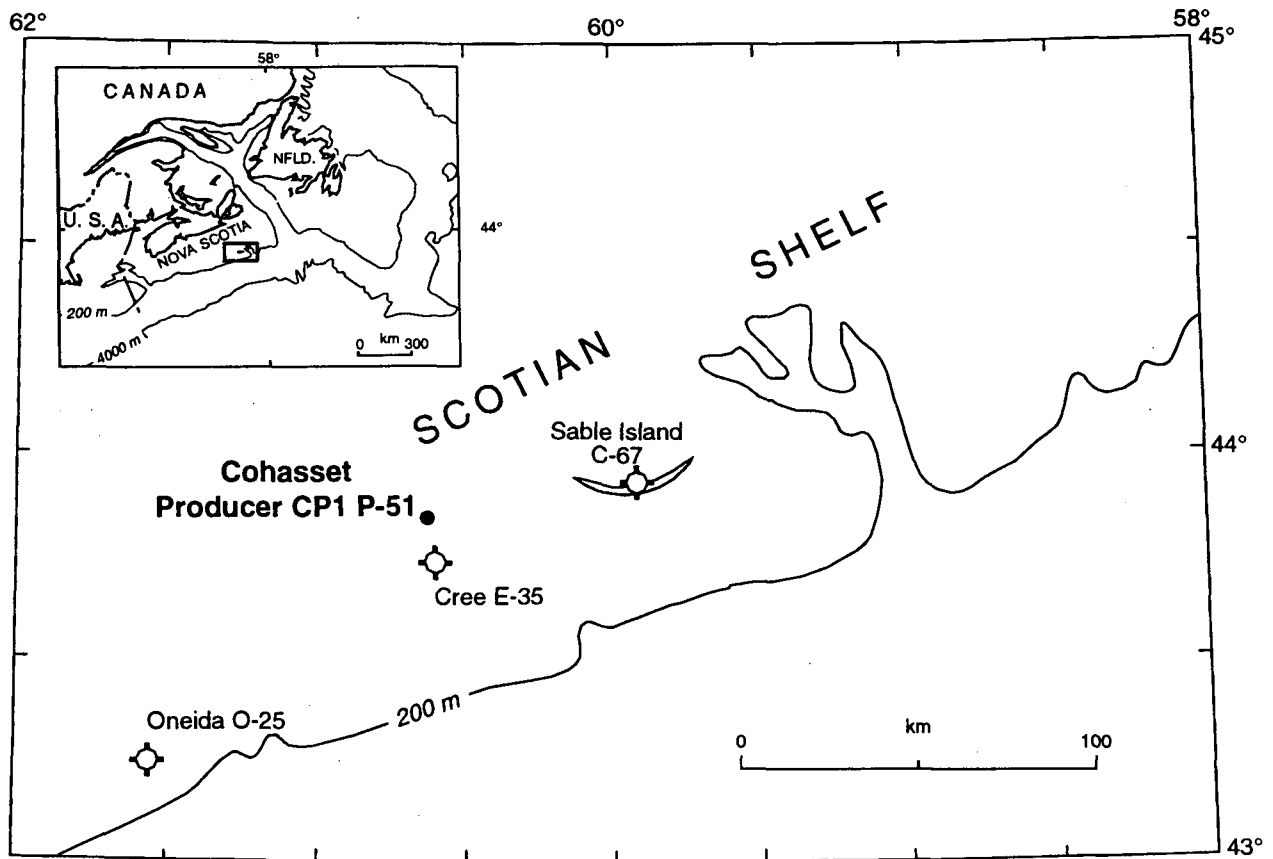 62°
60°
58°
45°
58°
CANADA
NFLD.
U. S. A.
NOVA SCOTIA
44°
200 m
4000 m
km
0 300
SHELF
SCOTIAN
Sable Island
C-67
44°
Cohasset
Producer CP1 P-51
Cree E-35
200 m
Oneida O-25
km
0 100
43°